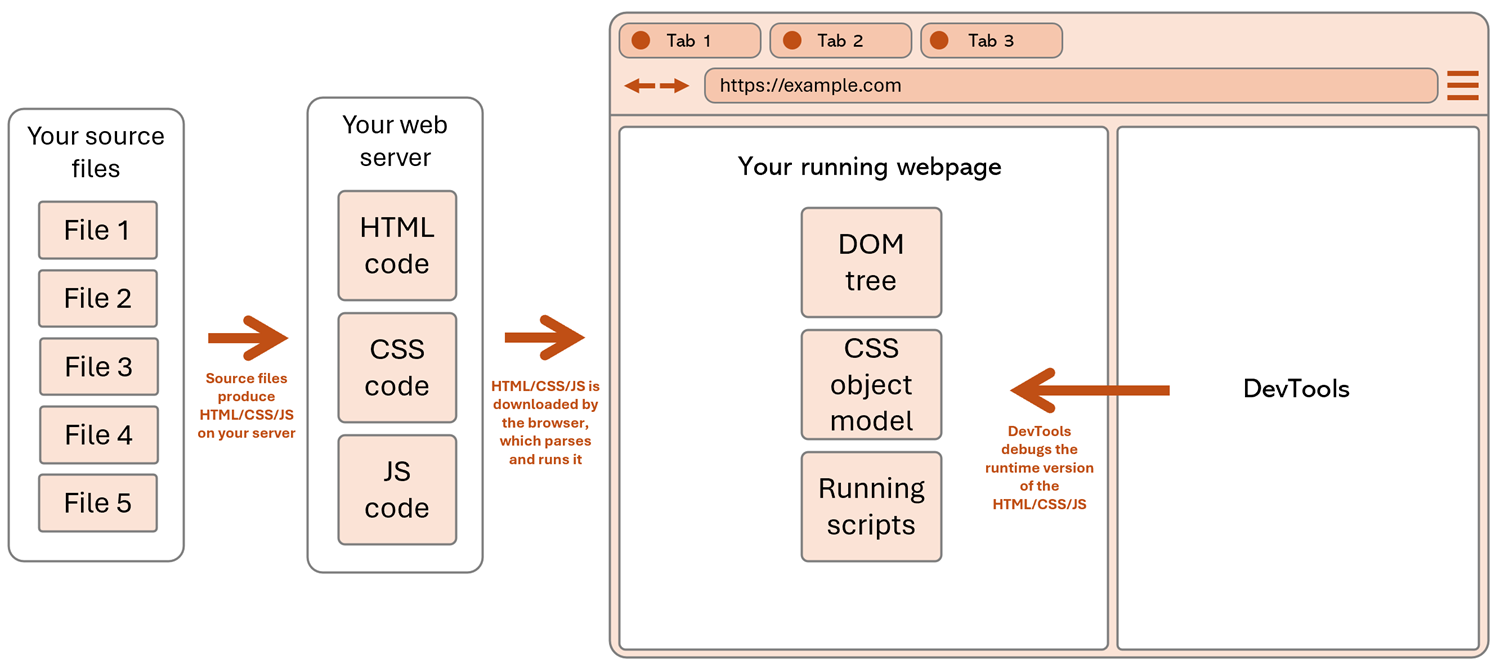 Your source
files
File 1
File 2
File 3
File 4
File 5
Source files
produce
HTML/CSS/JS
on your server
Your web
server
HTML
code
CSS
code
JS
code
HTML/CSS/JS is
downloaded by
the browser,
which parses
and runs it
Tab 1
Tab 2
Tab 3
https://example.com
Your running webpage
DOM
tree
CSS
object
model
Running
scripts
DevTools
debugs the
runtime version
of the
HTML/CSS/JS
DevTools